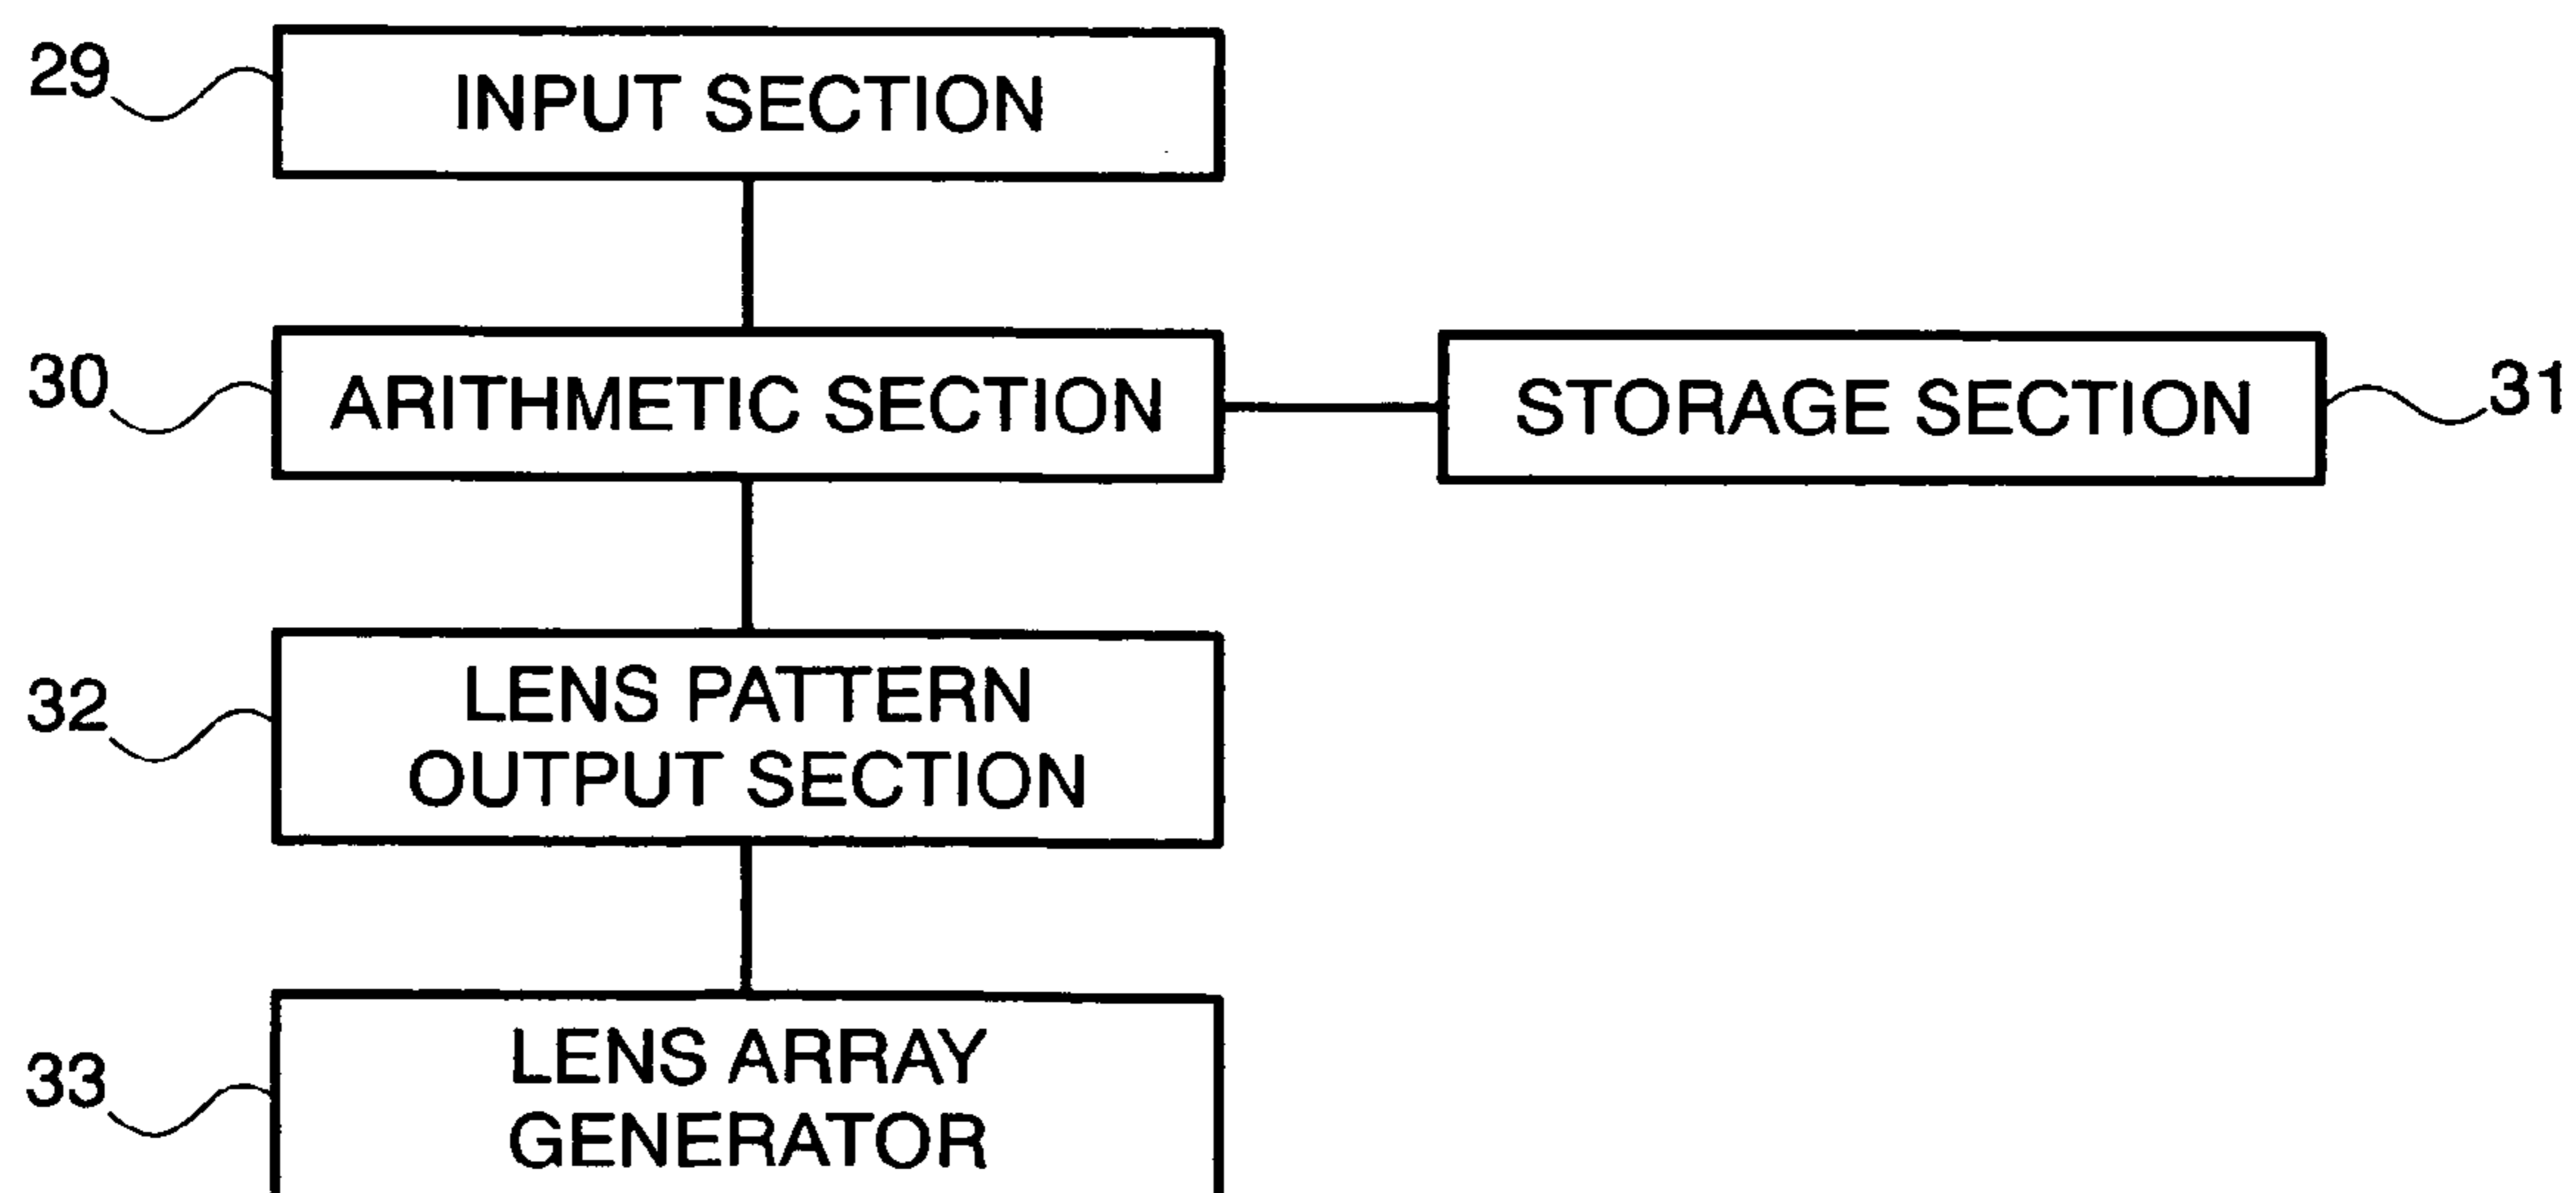 29
INPUT SECTION
30
ARITHMETIC SECTION
STORAGE SECTION
31
32
LENS PATTERN
OUTPUT SECTION
33
LENS ARRAY
GENERATOR